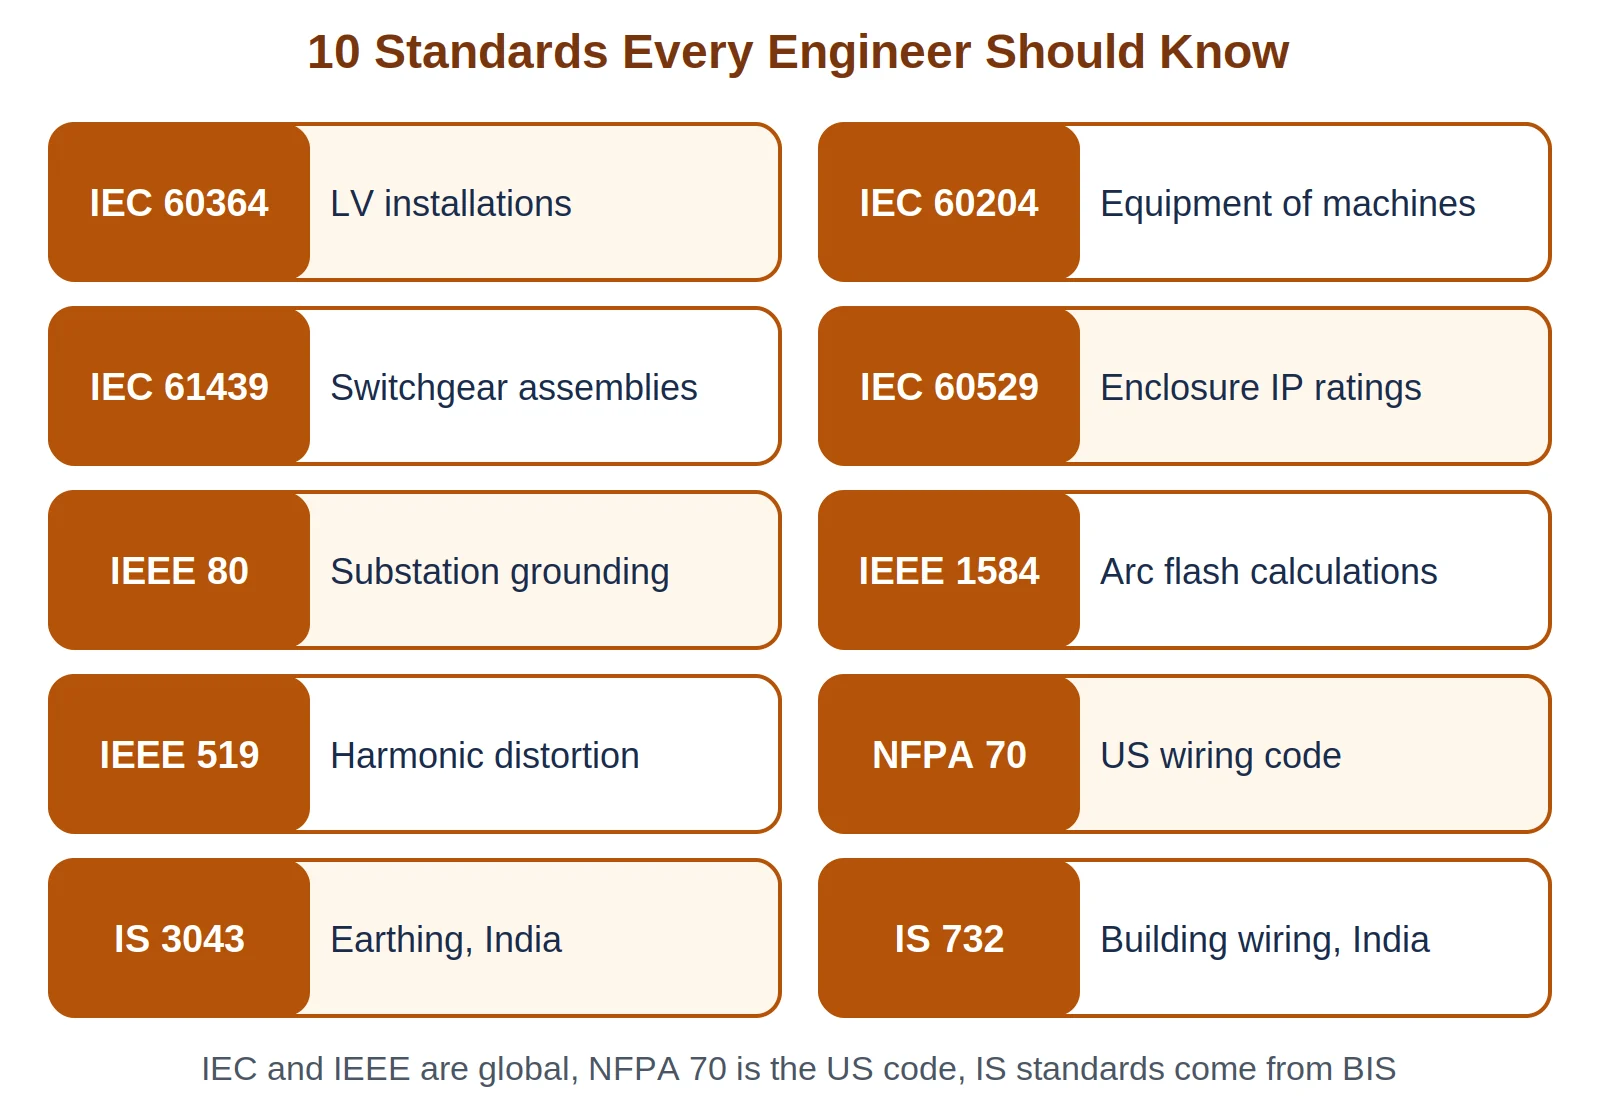 10 Standards Every Engineer Should Know
IEC 60364
LV installations
IEC 60204
Equipment of machines
IEC 61439
Switchgear assemblies
IEC 60529
Enclosure IP ratings
IEEE 80
Substation grounding
IEEE 1584
Arc flash calculations
IEEE 519
Harmonic distortion
NFPA 70
US wiring code
IS 3043
Earthing, India
IS 732
Building wiring, India
IEC and IEEE are global, NFPA 70 is the US code, IS standards come from BIS